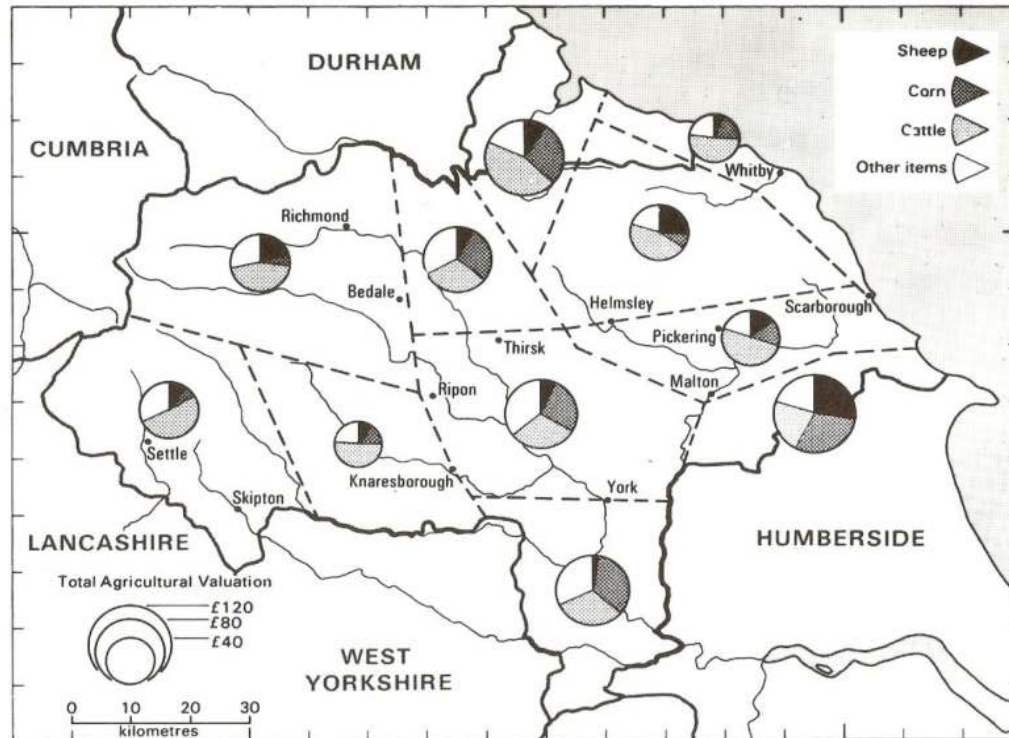 DURHAM
Sheep
Corn
CUMBRIA
Cattle
Other items
Whitby
Richmond
Bedale
Helmsley
Scarborough
Pickering
Thirsk
Malton
Ripon
Settle
Knaresborough
York
Skipton
LANCASHIRE
HUMBERSIDE
Total Agricultural Valuation
£120
£80
£40
WEST
YORKSHIRE
0 10 20 30
kilometres